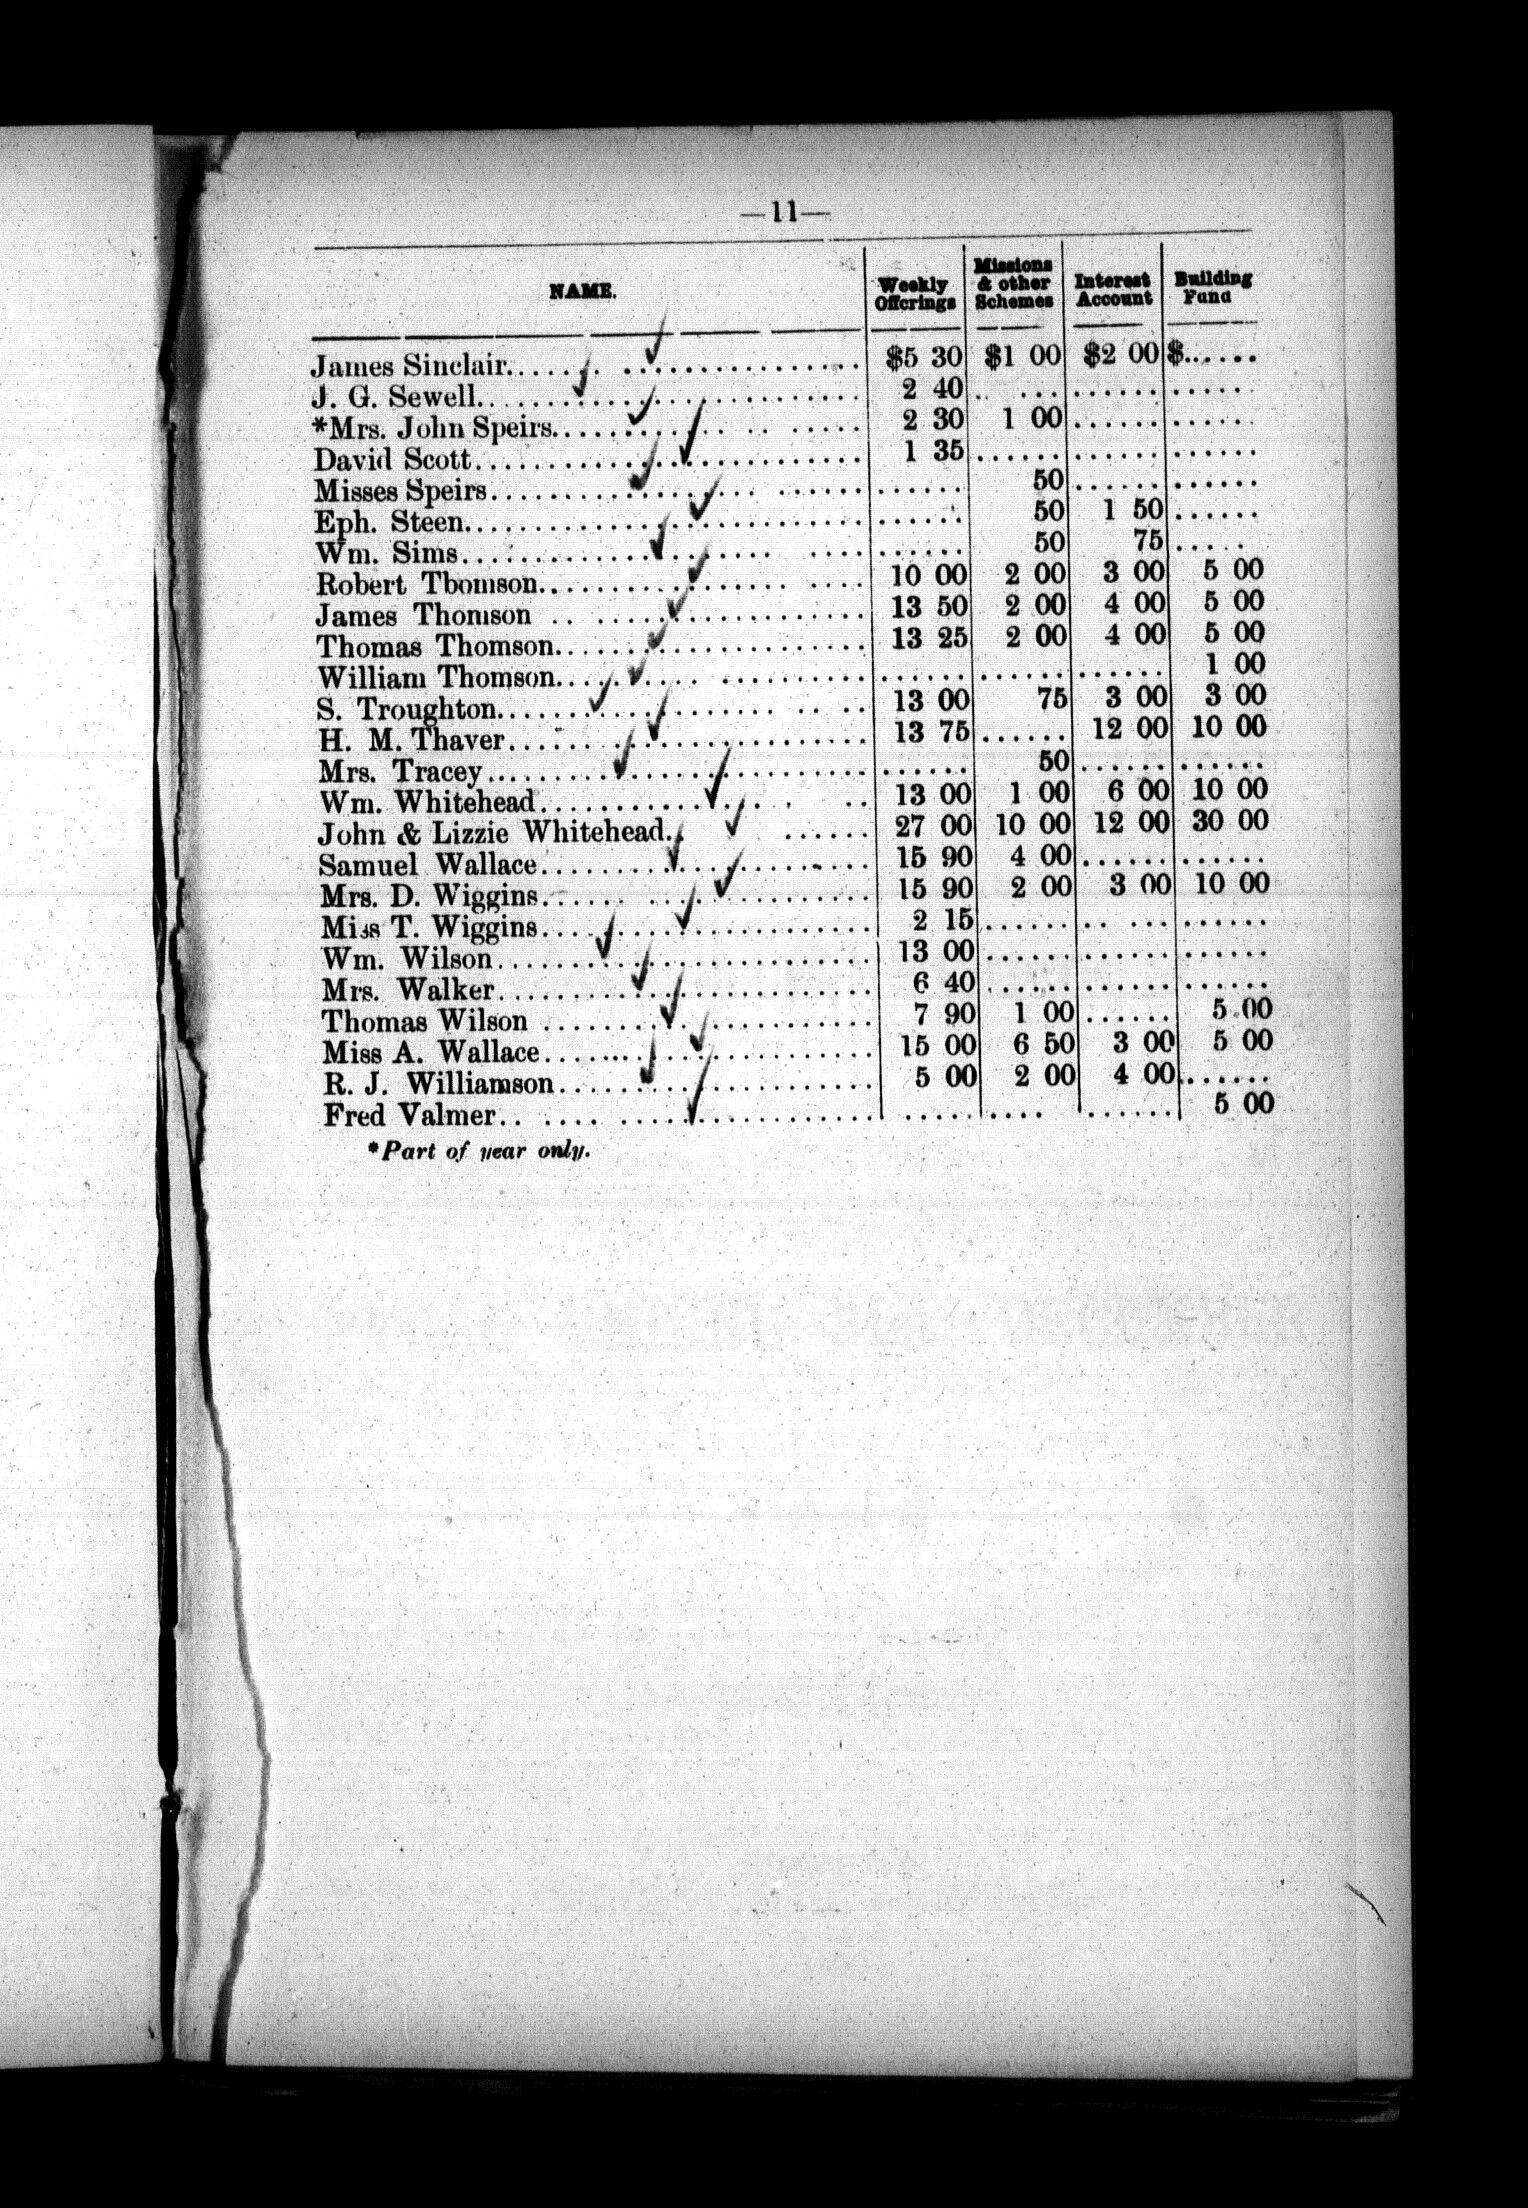 —11—
NAME. Weekly Offerings Missions & other Schemes Interest Account Building Fund
James Sinclair........ $5 30 $1 00 $2 00 $......
J. G. Sewell........ 2 40 ...... ...... ......
*Mrs. John Speirs........ 2 30 1 00 ...... ......
David Scott........ 1 35 ...... ...... ......
Misses Speirs........ ...... 50 ...... ......
Eph. Steen........ ...... 50 1 50 ......
Wm. Sims........ ...... 50 75 ......
Robert Tbomson........ 10 00 2 00 3 00 5 00
James Thomson ........ 13 50 2 00 4 00 5 00
Thomas Thomson........ 13 25 2 00 4 00 5 00
William Thomson........ ...... ...... ...... 1 00
S. Troughton........ 13 00 75 3 00 3 00
H. M. Thaver........ 13 75 ...... 12 00 10 00
Mrs. Tracey........ ...... 50 ...... ......
Wm. Whitehead........ 13 00 1 00 6 00 10 00
John & Lizzie Whitehead........ 27 00 10 00 12 00 30 00
Samuel Wallace........ 15 90 4 00 ...... ......
Mrs. D. Wiggins........ 15 90 2 00 3 00 10 00
Miss T. Wiggins........ 2 15 ...... ...... ......
Wm. Wilson........ 13 00 ...... ...... ......
Mrs. Walker........ 6 40 ...... ...... ......
Thomas Wilson ........ 7 90 1 00 ...... 5 00
Miss A. Wallace........ 15 00 6 50 3 00 5 00
R. J. Williamson........ 5 00 2 00 4 00 ......
Fred Valmer........ ...... ...... ...... 5 00
*Part of year only.